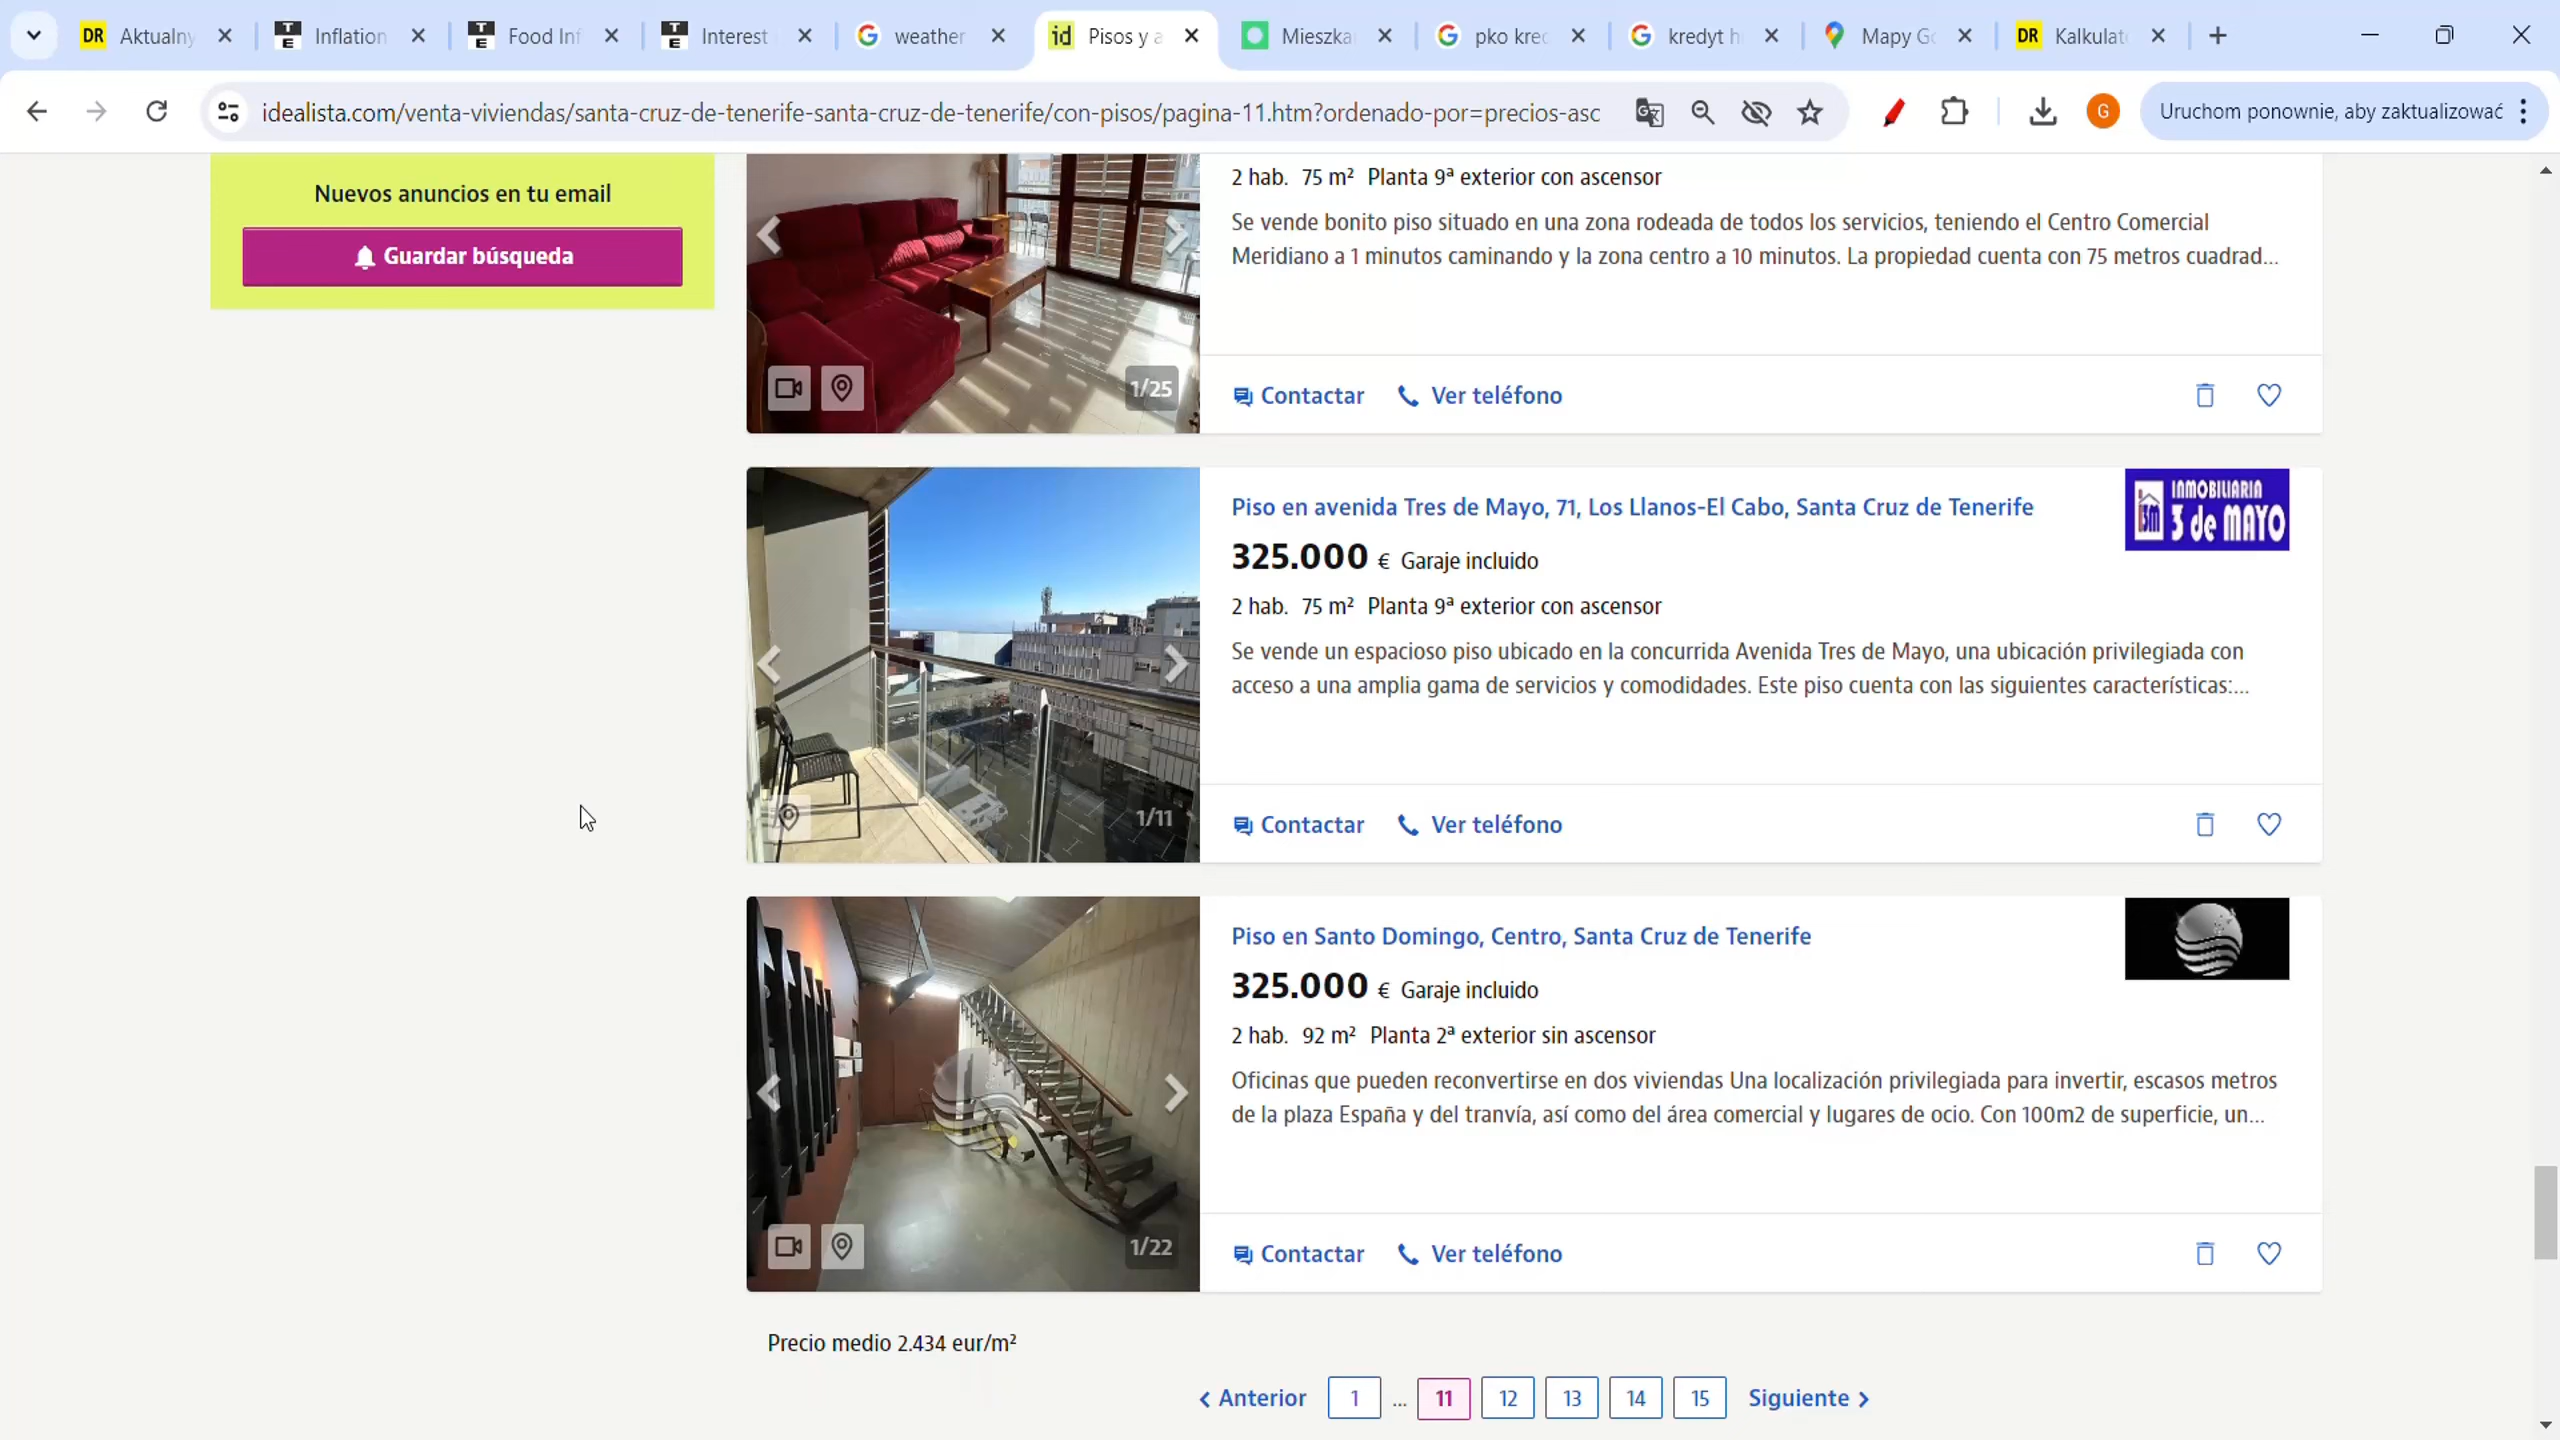 DR Aktualny
Inflation
Food Inf
Interest
weather
Pisos y a
Mieszka
pko kred
kredyt h
Mapy Go
DR Kalkulat
idealista.com/venta-viviendas/santa-cruz-de-tenerife-santa-cruz-de-tenerife/con-pisos/pagina-11.htm?ordenado-por=precios-asc
G
Uruchom ponownie, aby zaktualizować
Nuevos anuncios en tu email
Guardar búsqueda
1/25
2 hab. 75 m² Planta 9ª exterior con ascensor
Se vende bonito piso situado en una zona rodeada de todos los servicios, teniendo el Centro Comercial
Meridiano a 1 minutos caminando y la zona centro a 10 minutos. La propiedad cuenta con 75 metros cuadrad...
Contactar Ver teléfono
1/11
Piso en avenida Tres de Mayo, 71, Los Llanos-El Cabo, Santa Cruz de Tenerife
INMOBILIARIA
3 de MAYO
325.000 € Garaje incluido
2 hab. 75 m² Planta 9ª exterior con ascensor
Se vende un espacioso piso ubicado en la concurrida Avenida Tres de Mayo, una ubicación privilegiada con
acceso a una amplia gama de servicios y comodidades. Este piso cuenta con las siguientes características:...
Contactar Ver teléfono
1/22
Piso en Santo Domingo, Centro, Santa Cruz de Tenerife
325.000 € Garaje incluido
2 hab. 92 m² Planta 2ª exterior sin ascensor
Oficinas que pueden reconvertirse en dos viviendas Una localización privilegiada para invertir, escasos metros
de la plaza España y del tranvía, así como del área comercial y lugares de ocio. Con 100m2 de superficie, un...
Contactar Ver teléfono
Precio medio 2.434 eur/m²
Anterior 1 ... 11 12 13 14 15 Siguiente